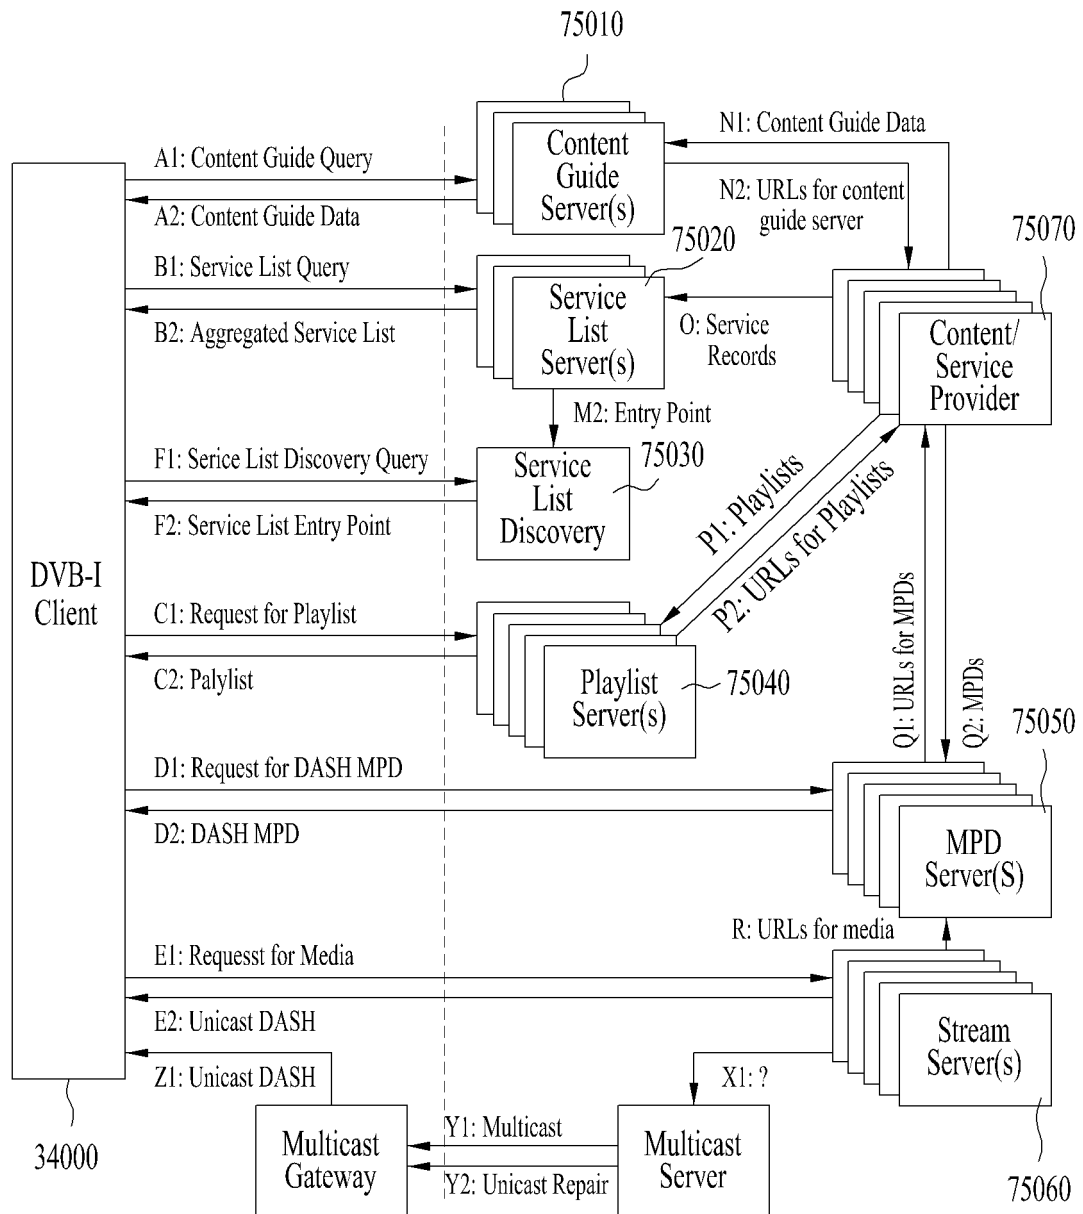 75010
Content
Guide
Server(s)
N1: Content Guide Data
A1: Content Guide Query
A2: Content Guide Data
N2: URLs for content
guide server
75020
75070
B1: Service List Query
B2: Aggregated Service List
Service
List
Server(s)
O: Service
Records
Content/
Service
Provider
M2: Entry Point
F1: Serice List Discovery Query
F2: Service List Entry Point
Service
List
Discovery
75030
P1: Playlists
P2: URLs for Playlists
DVB-I
Client
C1: Request for Playlist
C2: Palylist
Playlist
Server(s)
75040
Q1: URLs for MPDs
Q2: MPDs
75050
D1: Request for DASH MPD
D2: DASH MPD
MPD
Server(S)
R: URLs for media
E1: Requesst for Media
E2: Unicast DASH
Stream
Server(s)
Z1: Unicast DASH
X1: ?
34000
Multicast
Gateway
Y1: Multicast
Y2: Unicast Repair
Multicast
Server
75060